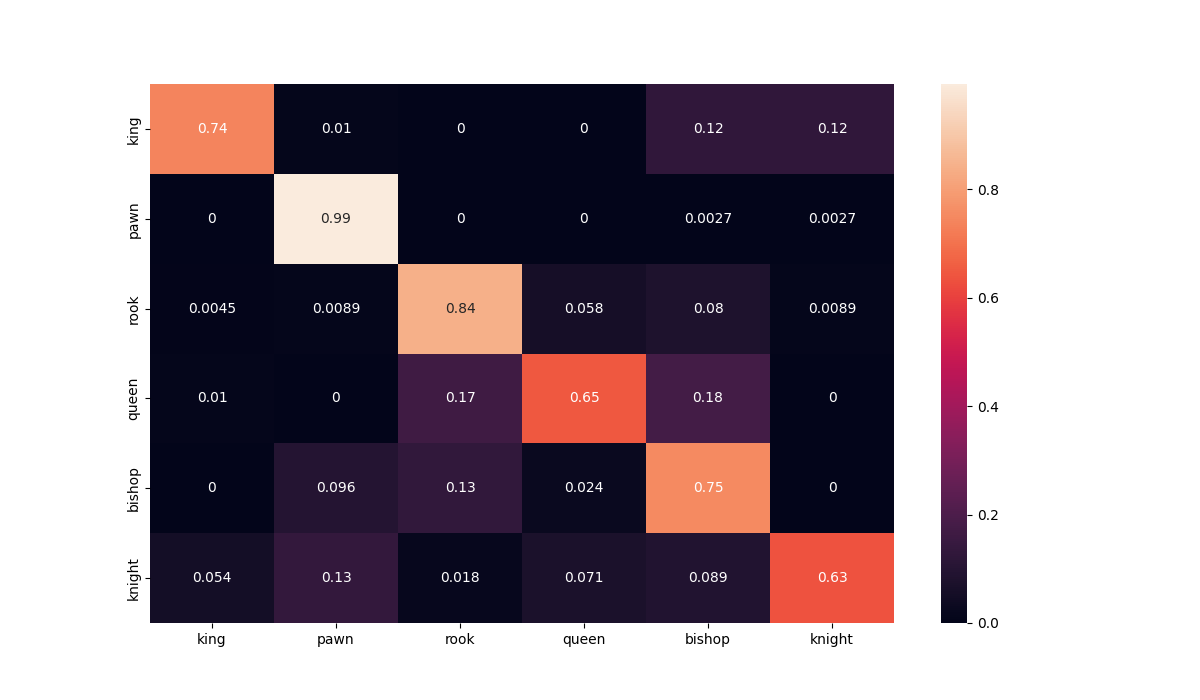 king 0.74 0.01 0 0 0.12 0.12
pawn 0 0.99 0 0 0.0027 0.0027
rook 0.0045 0.0089 0.84 0.058 0.08 0.0089
queen 0.01 0 0.17 0.65 0.18 0
bishop 0 0.096 0.13 0.024 0.75 0
knight 0.054 0.13 0.018 0.071 0.089 0.63
king pawn rook queen bishop knight
0.8
0.6
0.4
0.2
0.0